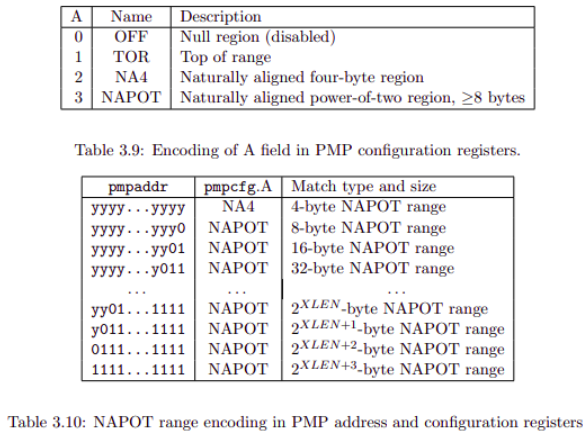 A Name Description
0 OFF Null region (disabled)
1 TOR Top of range
2 NA4 Naturally aligned four-byte region
3 NAPOT Naturally aligned power-of-two region, ≥8 bytes
Table 3.9: Encoding of A field in PMP configuration registers.
pmpaddr pmpcfg.A Match type and size
yyyy...yyyy NA4 4-byte NAPOT range
yyyy...yyy0 NAPOT 8-byte NAPOT range
yyyy...yy01 NAPOT 16-byte NAPOT range
yyyy...y011 NAPOT 32-byte NAPOT range
... ... ...
yy01...1111 NAPOT 2^XLEN-byte NAPOT range
y011...1111 NAPOT 2^XLEN+1-byte NAPOT range
0111...1111 NAPOT 2^XLEN+2-byte NAPOT range
1111...1111 NAPOT 2^XLEN+3-byte NAPOT range
Table 3.10: NAPOT range encoding in PMP address and configuration registers